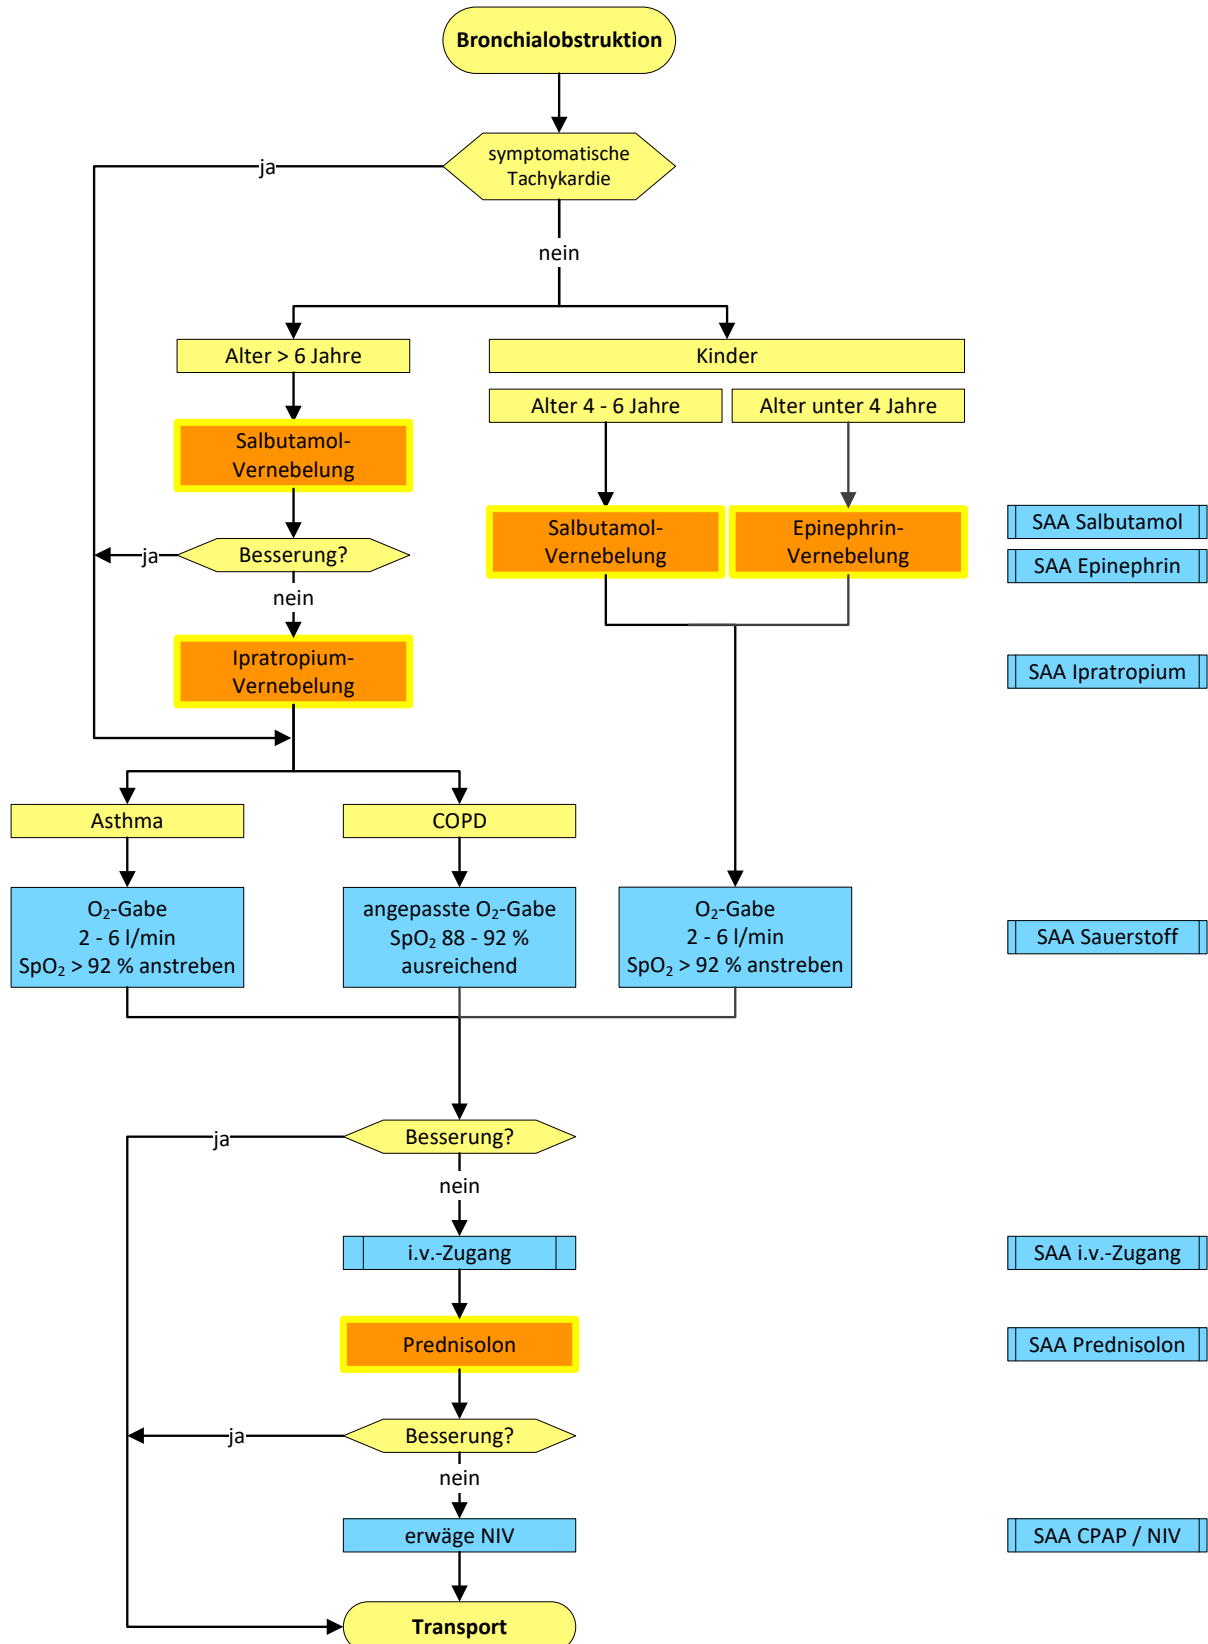 Bronchialobstruktion
symptomatische
Tachykardie
ja
nein
Alter > 6 Jahre
Kinder
Alter 4 - 6 Jahre
Alter unter 4 Jahre
Salbutamol-
Vernebelung
Salbutamol-
Vernebelung
Epinephrin-
Vernebelung
SAA Salbutamol
SAA Epinephrin
Besserung?
ja
nein
Ipratropium-
Vernebelung
SAA Ipratropium
Asthma
COPD
O₂-Gabe
2 - 6 l/min
SpO₂ > 92 % anstreben
angepasste O₂-Gabe
SpO₂ 88 - 92 %
ausreichend
O₂-Gabe
2 - 6 l/min
SpO₂ > 92 % anstreben
SAA Sauerstoff
Besserung?
ja
nein
i.v.-Zugang
SAA i.v.-Zugang
Prednisolon
SAA Prednisolon
Besserung?
ja
nein
erwäge NIV
SAA CPAP / NIV
Transport